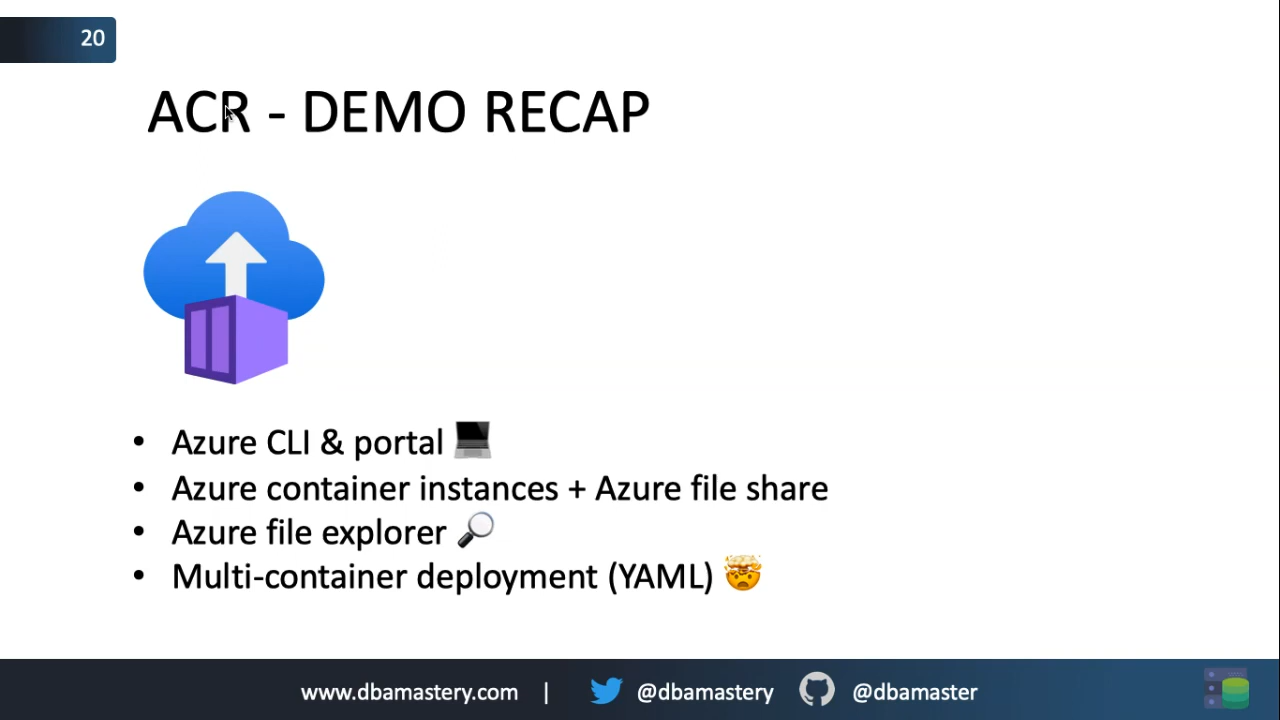 20
ACR - DEMO RECAP
• Azure CLI & portal 💻
• Azure container instances + Azure file share
• Azure file explorer 🔎
• Multi-container deployment (YAML) 🤯
www.dbamastery.com | @dbamastery @dbamaster